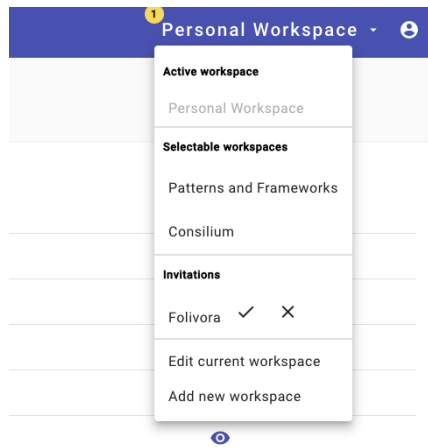 1
Personal Workspace
Active workspace
Personal Workspace
Selectable workspaces
Patterns and Frameworks
Consilium
Invitations
Folivora
Edit current workspace
Add new workspace